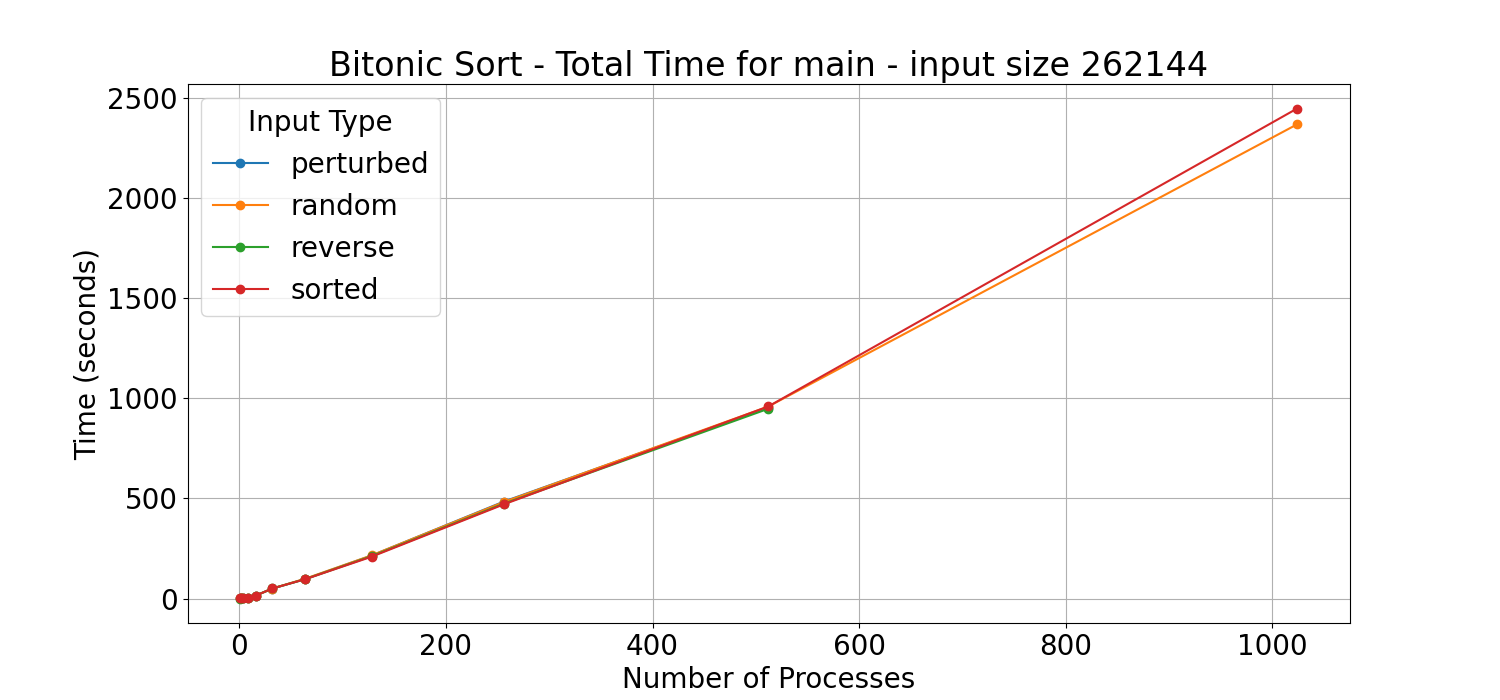 Bitonic Sort - Total Time for main - input size 262144
Time (seconds)
2500
2000
1500
1000
500
0
Input Type
perturbed
random
reverse
sorted
0 200 400 600 800 1000
Number of Processes